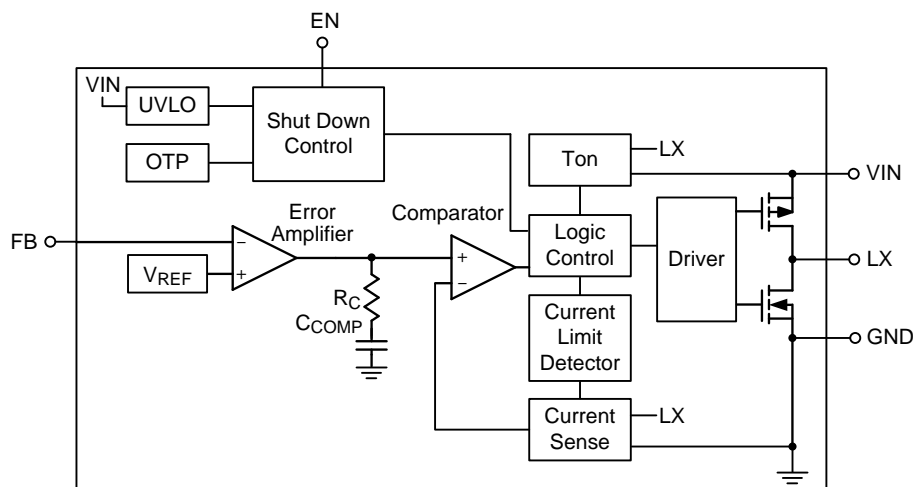 EN
VIN
UVLO
OTP
Shut Down
Control
Ton
LX
VIN
FB
VREF
−
+
Error
Amplifier
RC
CCOMP
Comparator
+
−
Logic
Control
Driver
LX
Current
Limit
Detector
GND
Current
Sense
LX